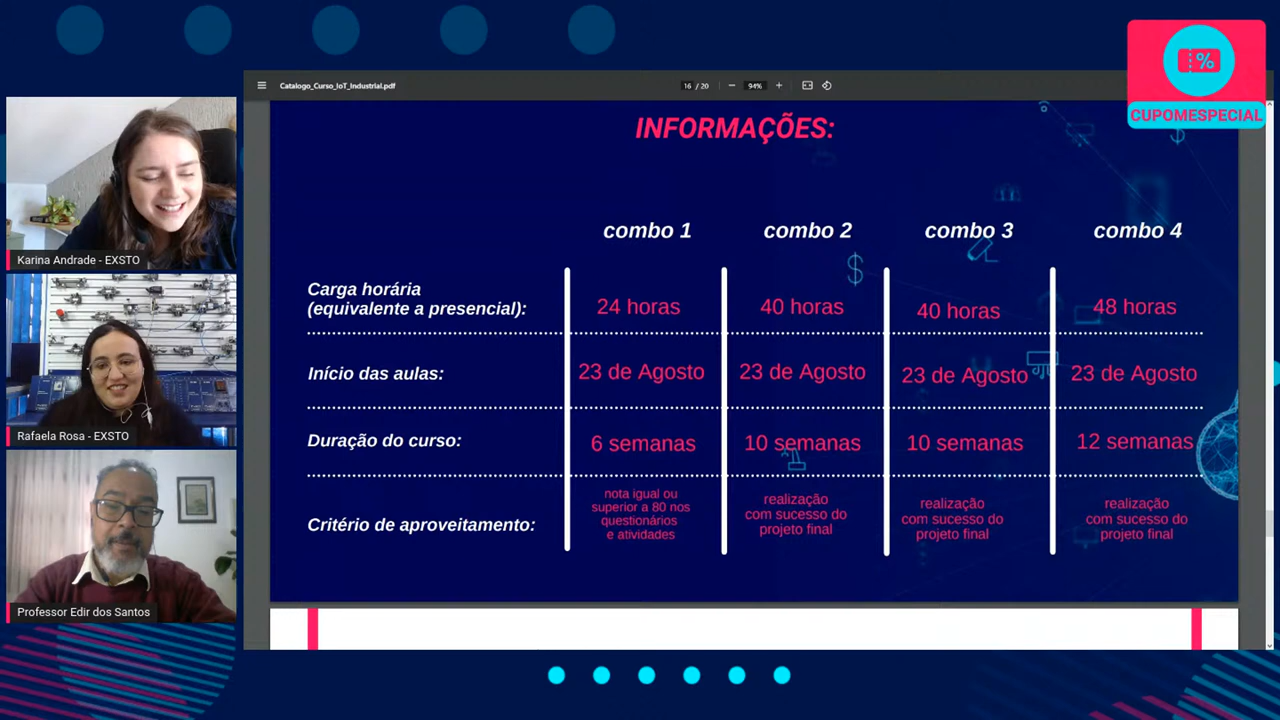 CUPOMESPECIAL
Catalogo_Curso_IoT_Industrial.pdf
16 / 20
94%
INFORMAÇÕES:
combo 1 combo 2 combo 3 combo 4
Carga horária
(equivalente a presencial):
24 horas 40 horas 40 horas 48 horas
Início das aulas:
23 de Agosto 23 de Agosto 23 de Agosto 23 de Agosto
Duração do curso:
6 semanas 10 semanas 10 semanas 12 semanas
Critério de aproveitamento:
nota igual ou
superior a 80 nos
questionários
e atividades
realização
com sucesso do
projeto final
realização
com sucesso do
projeto final
realização
com sucesso do
projeto final
Karina Andrade - EXSTO
Rafaela Rosa - EXSTO
Professor Edir dos Santos